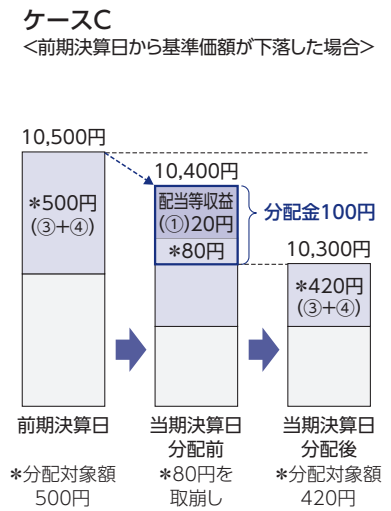 ケースC
<前期決算日から基準価額が下落した場合>
10,500円
10,400円
*500円
(③+④)
配当等収益
(①)20円
*80円
分配金100円
10,300円
*420円
(③+④)
前期決算日
当期決算日
分配前
当期決算日
分配後
*分配対象額
500円
*80円を
取崩し
*分配対象額
420円